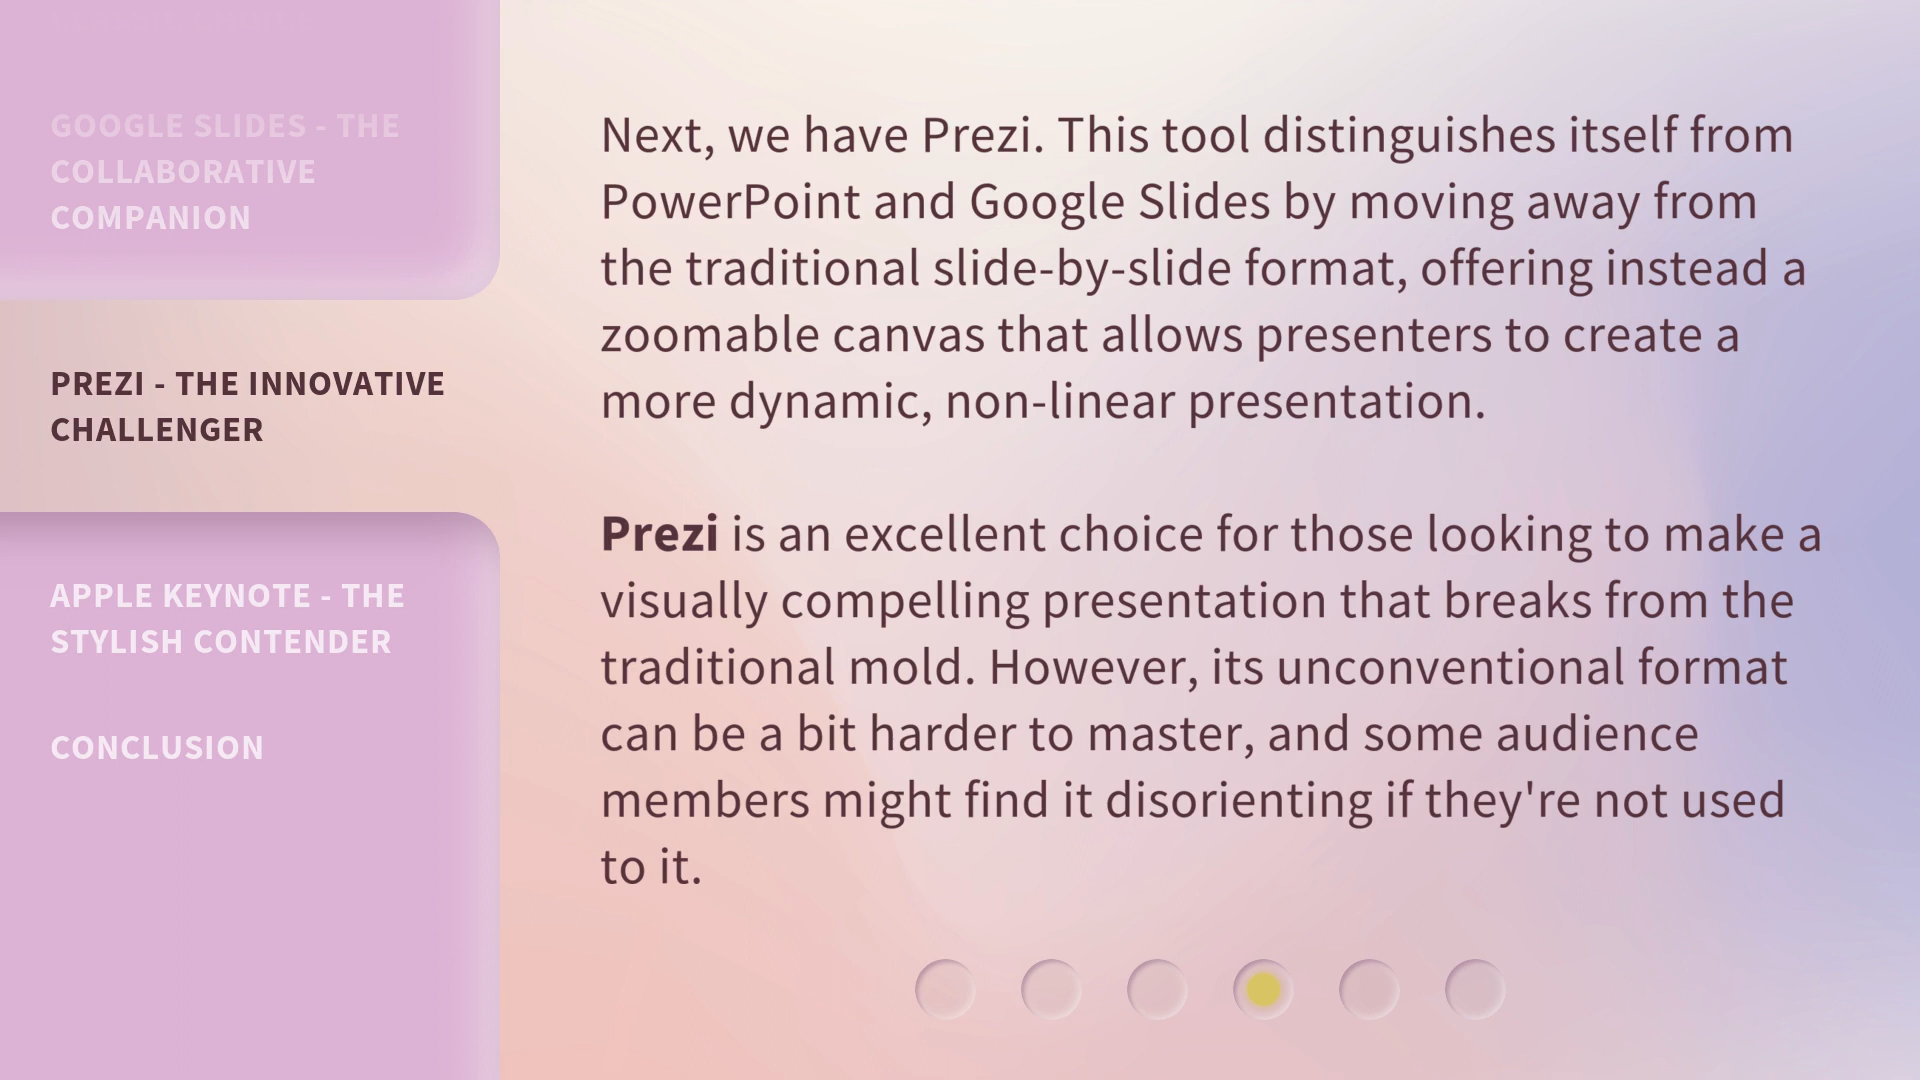 GOOGLE SLIDES - THE
COLLABORATIVE
COMPANION
PREZI - THE INNOVATIVE
CHALLENGER
APPLE KEYNOTE - THE
STYLISH CONTENDER
CONCLUSION
Next, we have Prezi. This tool distinguishes itself from
PowerPoint and Google Slides by moving away from
the traditional slide-by-slide format, offering instead a
zoomable canvas that allows presenters to create a
more dynamic, non-linear presentation.
Prezi is an excellent choice for those looking to make a
visually compelling presentation that breaks from the
traditional mold. However, its unconventional format
can be a bit harder to master, and some audience
members might find it disorienting if they're not used
to it.